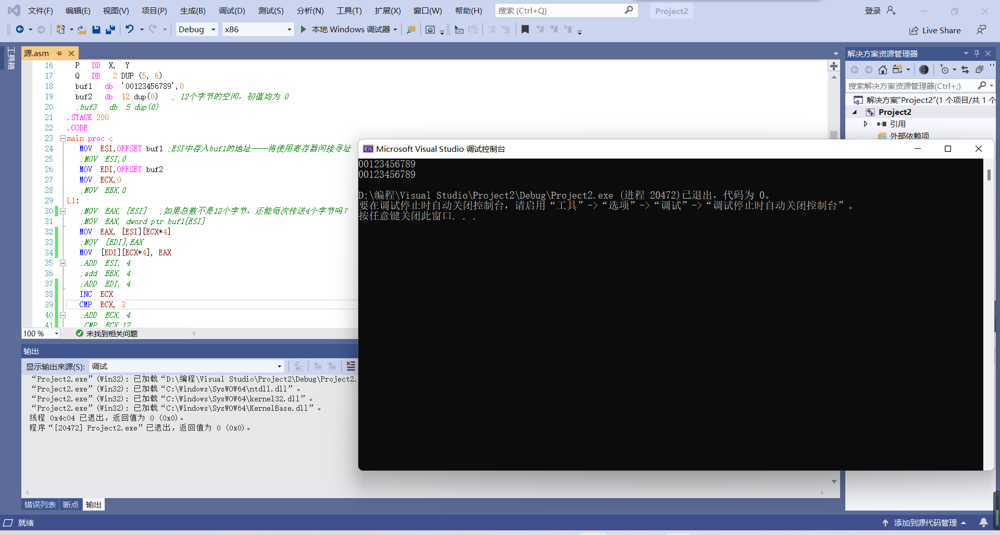 文件(F) 编辑(E) 视图(V) 项目(P) 生成(B) 调试(D) 测试(S) 分析(N) 工具(T) 扩展(X) 窗口(W) 帮助(H) 搜索 (Ctrl+Q) Project2 登录
Debug x86 本地 Windows 调试器 Live Share
工具箱
源.asm
16 P DD X, Y
17 Q DB 2 DUP (5, 6)
18 buf1 db '00123456789',0
19 buf2 db 12 dup(0) ; 12个字节的空间，初值均为 0
20 ;buf3 db 5 dup(0)
21 .STACK 200
22 .CODE
23 main proc c
24 MOV ESI,OFFSET buf1 ;ESI中存入buf1的地址——将使用寄存器间接寻址
25 ;MOV ESI,0
26 MOV EDI,OFFSET buf2
27 MOV ECX,0
28 ;MOV EBX,0
29 L1:
30 ;MOV EAX, [ESI] ;如果总数不是12个字节，还能每次传送4个字节吗?
31 ;MOV EAX, dword ptr buf1[ESI]
32 MOV EAX, [ESI][ECX*4]
33 ;MOV [EDI],EAX
34 MOV [EDI][ECX*4], EAX
35 ;ADD ESI, 4
36 ;add EBX, 4
37 ;ADD EDI, 4
38 INC ECX
39 CMP ECX, 3
40 ;ADD ECX, 4
41 ;CMP ECX,12
100 % 未找到相关问题
输出
显示输出来源(S): 调试
“Project2.exe”(Win32): 已加载“D:\编程\Visual Studio\Project2\Debug\Project2.
“Project2.exe”(Win32): 已加载“C:\Windows\SysWOW64\ntdll.dll”。
“Project2.exe”(Win32): 已加载“C:\Windows\SysWOW64\kernel32.dll”。
“Project2.exe”(Win32): 已加载“C:\Windows\SysWOW64\KernelBase.dll”。
线程 0x4c04 已退出，返回值为 0 (0x0)。
程序“[20472] Project2.exe”已退出，返回值为 0 (0x0)。
错误列表 断点 输出
Microsoft Visual Studio 调试控制台
00123456789
00123456789
D:\编程\Visual Studio\Project2\Debug\Project2.exe (进程 20472)已退出，代码为 0。
要在调试停止时自动关闭控制台，请启用“工具”->“选项”->“调试”->“调试停止时自动关闭控制台”。
按任意键关闭此窗口. . .
解决方案资源管理器
搜索解决方案资源管理器(Ctrl+;)
解决方案“Project2”(1 个项目/共 1 个
Project2
引用
外部依赖项
就绪 添加到源代码管理